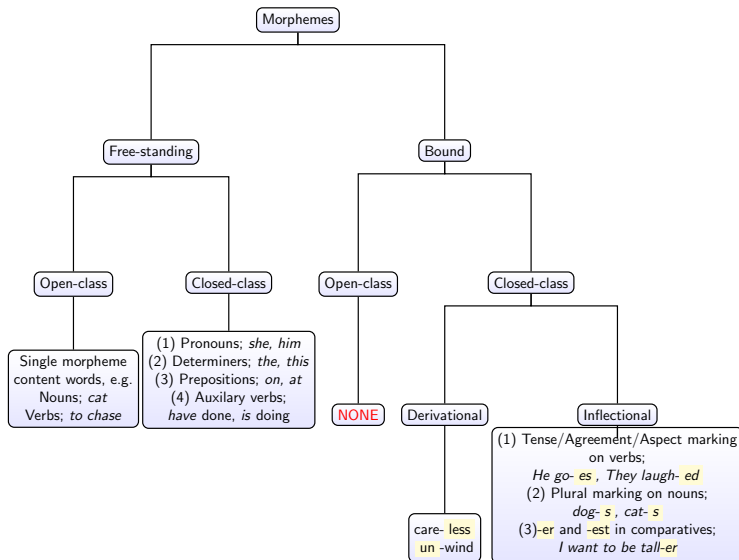 Morphemes
Free-standing
Bound
Open-class
Closed-class
Open-class
Closed-class
Single morpheme
content words, e.g.
Nouns; cat
Verbs; to chase
(1) Pronouns; she, him
(2) Determiners; the, this
(3) Prepositions; on, at
(4) Auxilary verbs;
have done, is doing
NONE
Derivational
Inflectional
care- less
un -wind
(1) Tense/Agreement/Aspect marking
on verbs;
He go- es , They laugh- ed
(2) Plural marking on nouns;
dog- s , cat- s
(3)-er and -est in comparatives;
I want to be tall-er